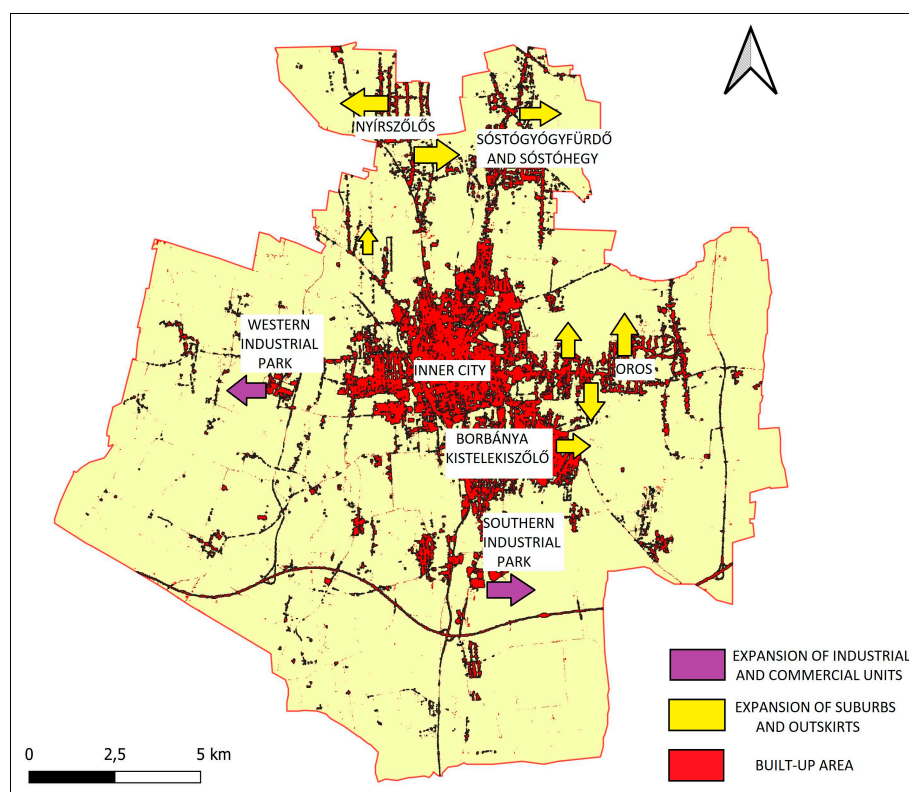 NYÍRSZŐLŐS
SÓSTÓGYÓGYFÜRDŐ
AND SÓSTÓHEGY
WESTERN
INDUSTRIAL
PARK
INNER CITY
OROS
BORBÁNYA
KISTELEKISZŐLŐ
SOUTHERN
INDUSTRIAL
PARK
EXPANSION OF INDUSTRIAL
AND COMMERCIAL UNITS
EXPANSION OF SUBURBS
AND OUTSKIRTS
BUILT-UP AREA
0 2,5 5 km